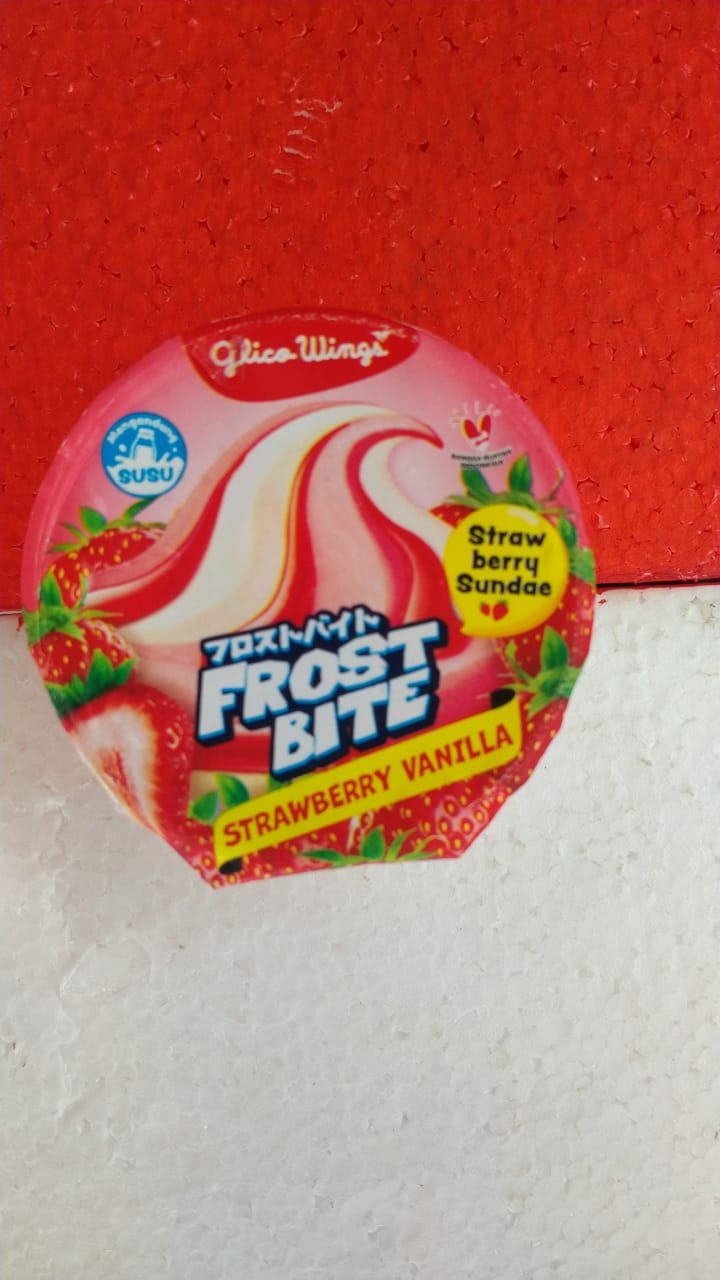 Glico Wings
Mengandung
SUSU
Straw
berry
Sundae
フロストバイト
FROST
BITE
STRAWBERRY VANILLA